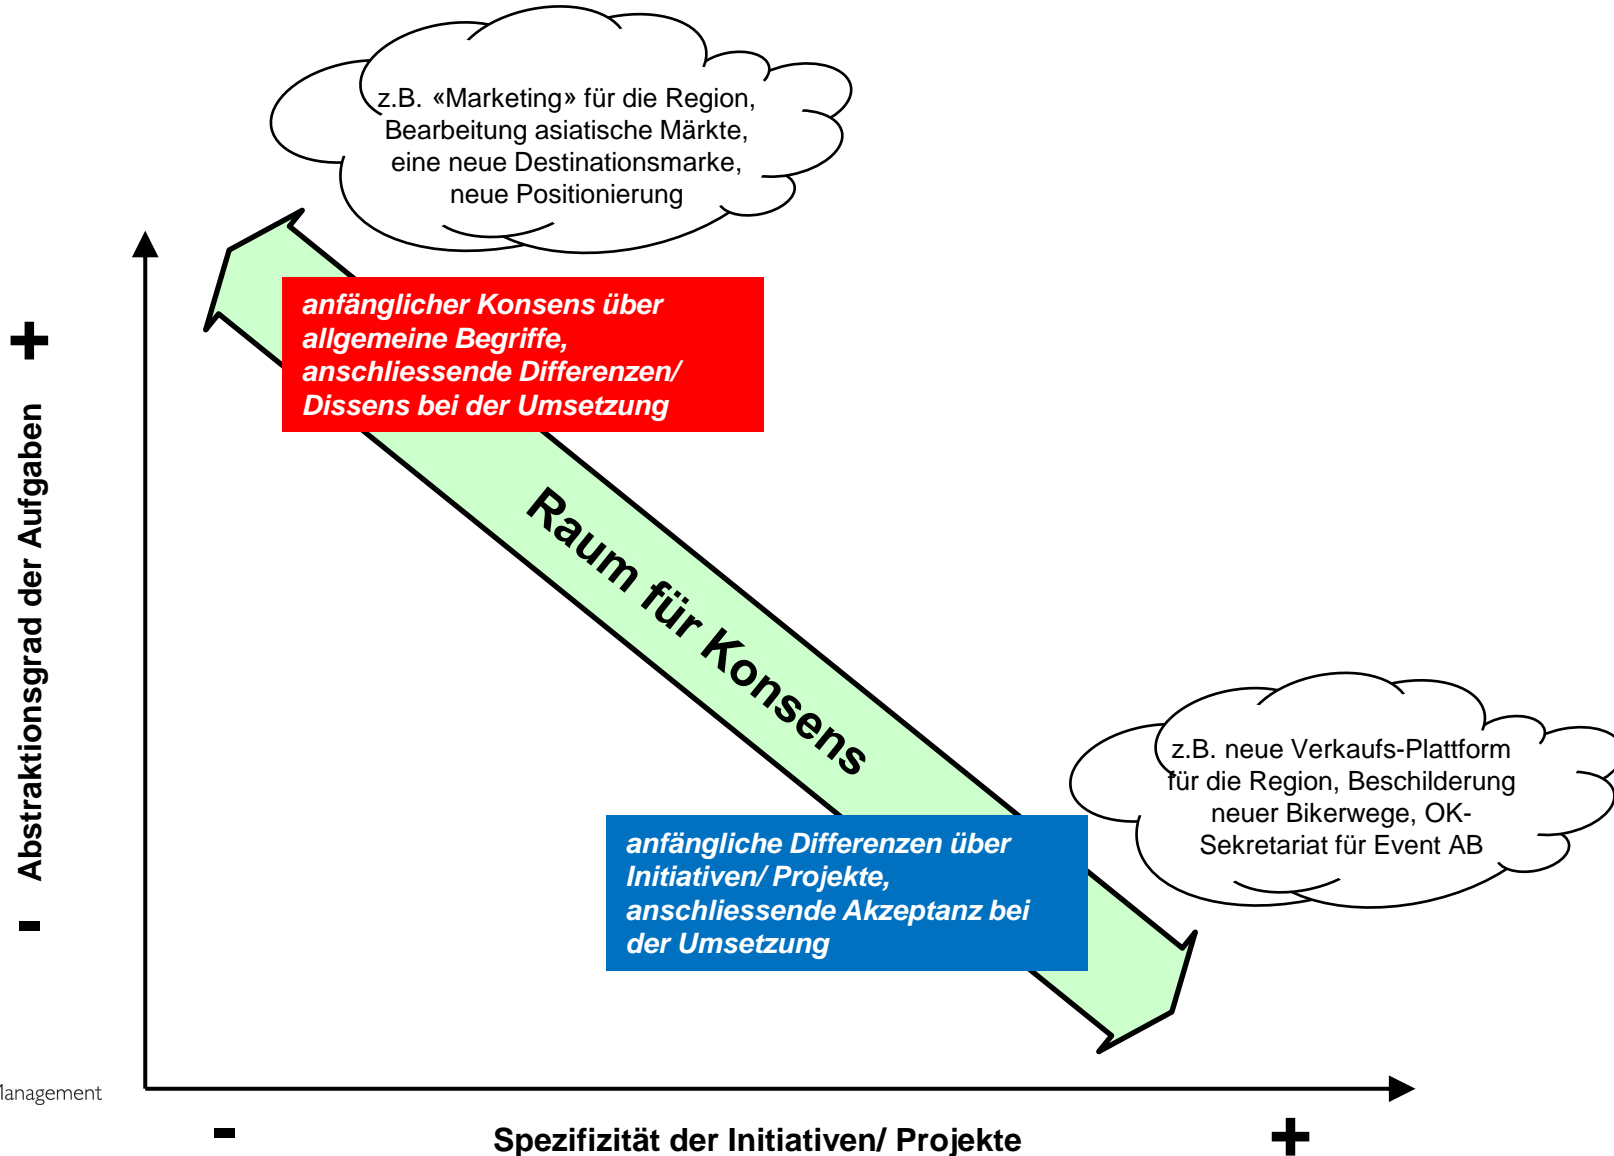 z.B. «Marketing» für die Region,
Bearbeitung asiatische Märkte,
eine neue Destinationsmarke,
neue Positionierung
anfänglicher Konsens über
allgemeine Begriffe,
anschliessende Differenzen/
Dissens bei der Umsetzung
+
Abstraktionsgrad der Aufgaben
-
Raum für Konsens
z.B. neue Verkaufs-Plattform
für die Region, Beschilderung
neuer Bikerwege, OK-
Sekretariat für Event AB
anfängliche Differenzen über
Initiativen/ Projekte,
anschliessende Akzeptanz bei
der Umsetzung
Management
-
Spezifizität der Initiativen/ Projekte
+